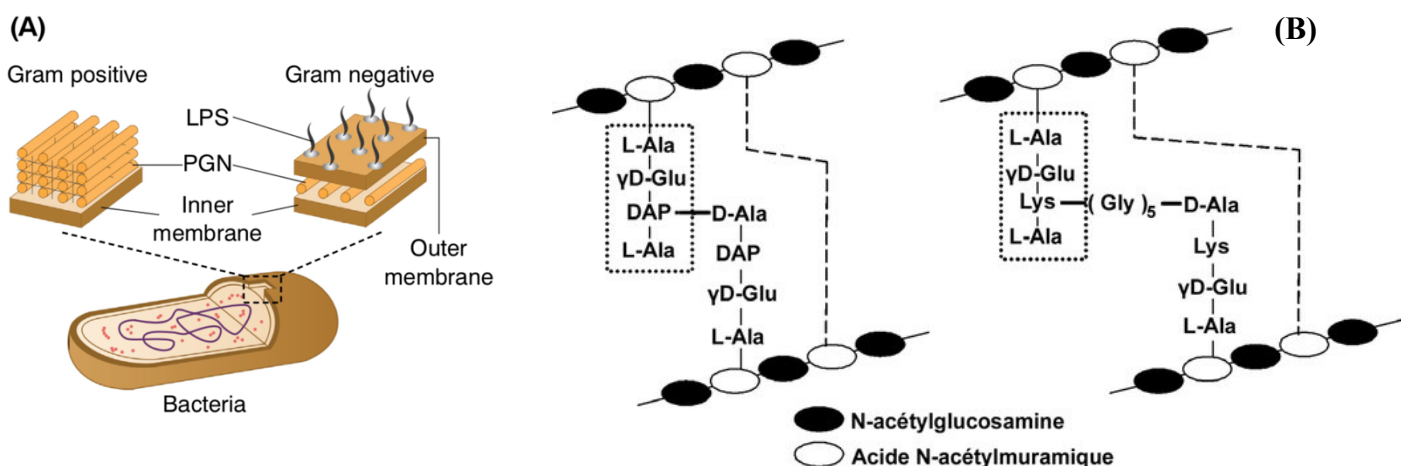 (A)
Gram positive
Gram negative
LPS
PGN
Inner
membrane
Outer
membrane
Bacteria
(B)
L-Ala
γD-Glu
DAP
D-Ala
L-Ala
DAP
γD-Glu
L-Ala
L-Ala
γD-Glu
Lys
( Gly )5
D-Ala
L-Ala
Lys
γD-Glu
L-Ala
N-acétylglucosamine
Acide N-acétylmuramique